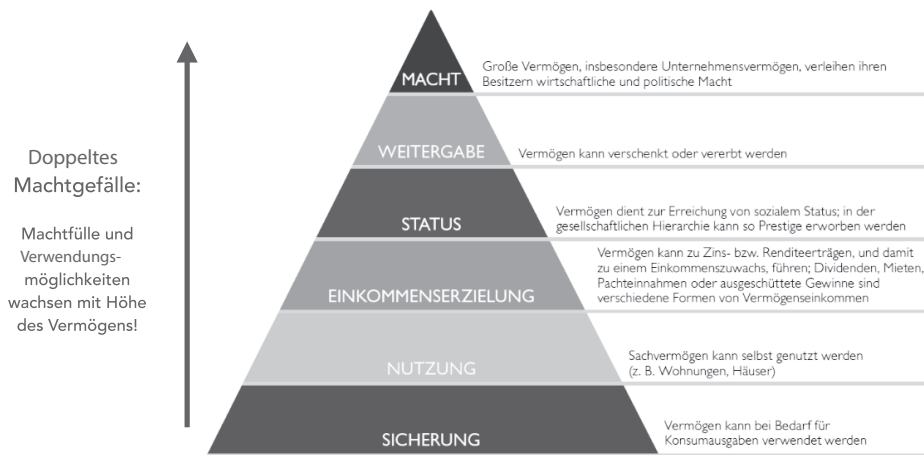 Doppeltes
Machtgefälle:
Machtfülle und
Verwendungs-
möglichkeiten
wachsen mit Höhe
des Vermögens!
MACHT
Große Vermögen, insbesondere Unternehmensvermögen, verleihen ihren
Besitzern wirtschaftliche und politische Macht
WEITERGABE
Vermögen kann verschenkt oder vererbt werden
STATUS
Vermögen dient zur Erreichung von sozialem Status; in der
gesellschaftlichen Hierarchie kann so Prestige erworben werden
EINKOMMENSERZIELUNG
Vermögen kann zu Zins- bzw. Renditeerträgen, und damit
zu einem Einkommenszuwachs, führen; Dividenden, Mieten,
Pachteinnahmen oder ausgeschüttete Gewinne sind
verschiedene Formen von Vermögenseinkommen
NUTZUNG
Sachvermögen kann selbst genutzt werden
(z. B. Wohnungen, Häuser)
SICHERUNG
Vermögen kann bei Bedarf für
Konsumausgaben verwendet werden